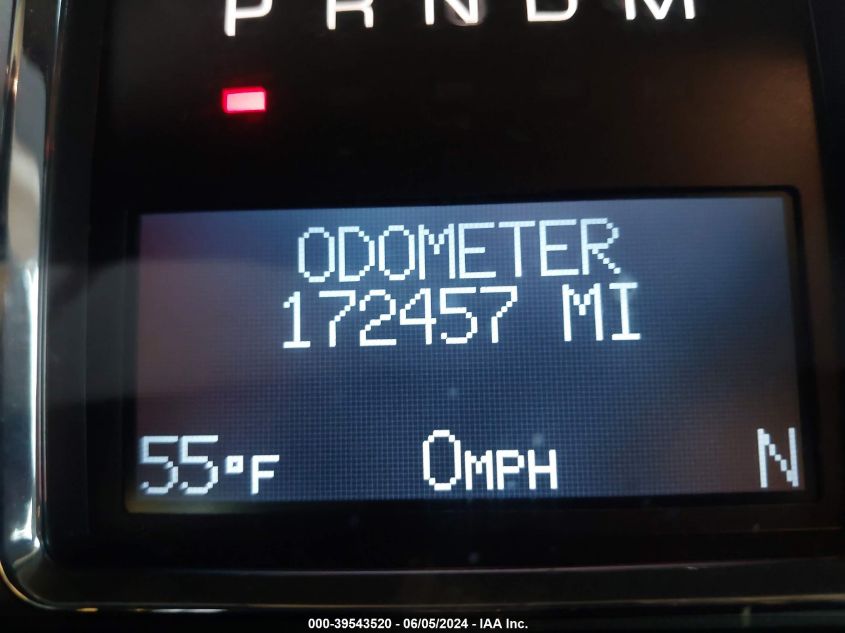 P R N D M
ODOMETER
172457 MI
55°F 0MPH N
000-39543520 - 06/05/2024 - IAA Inc.